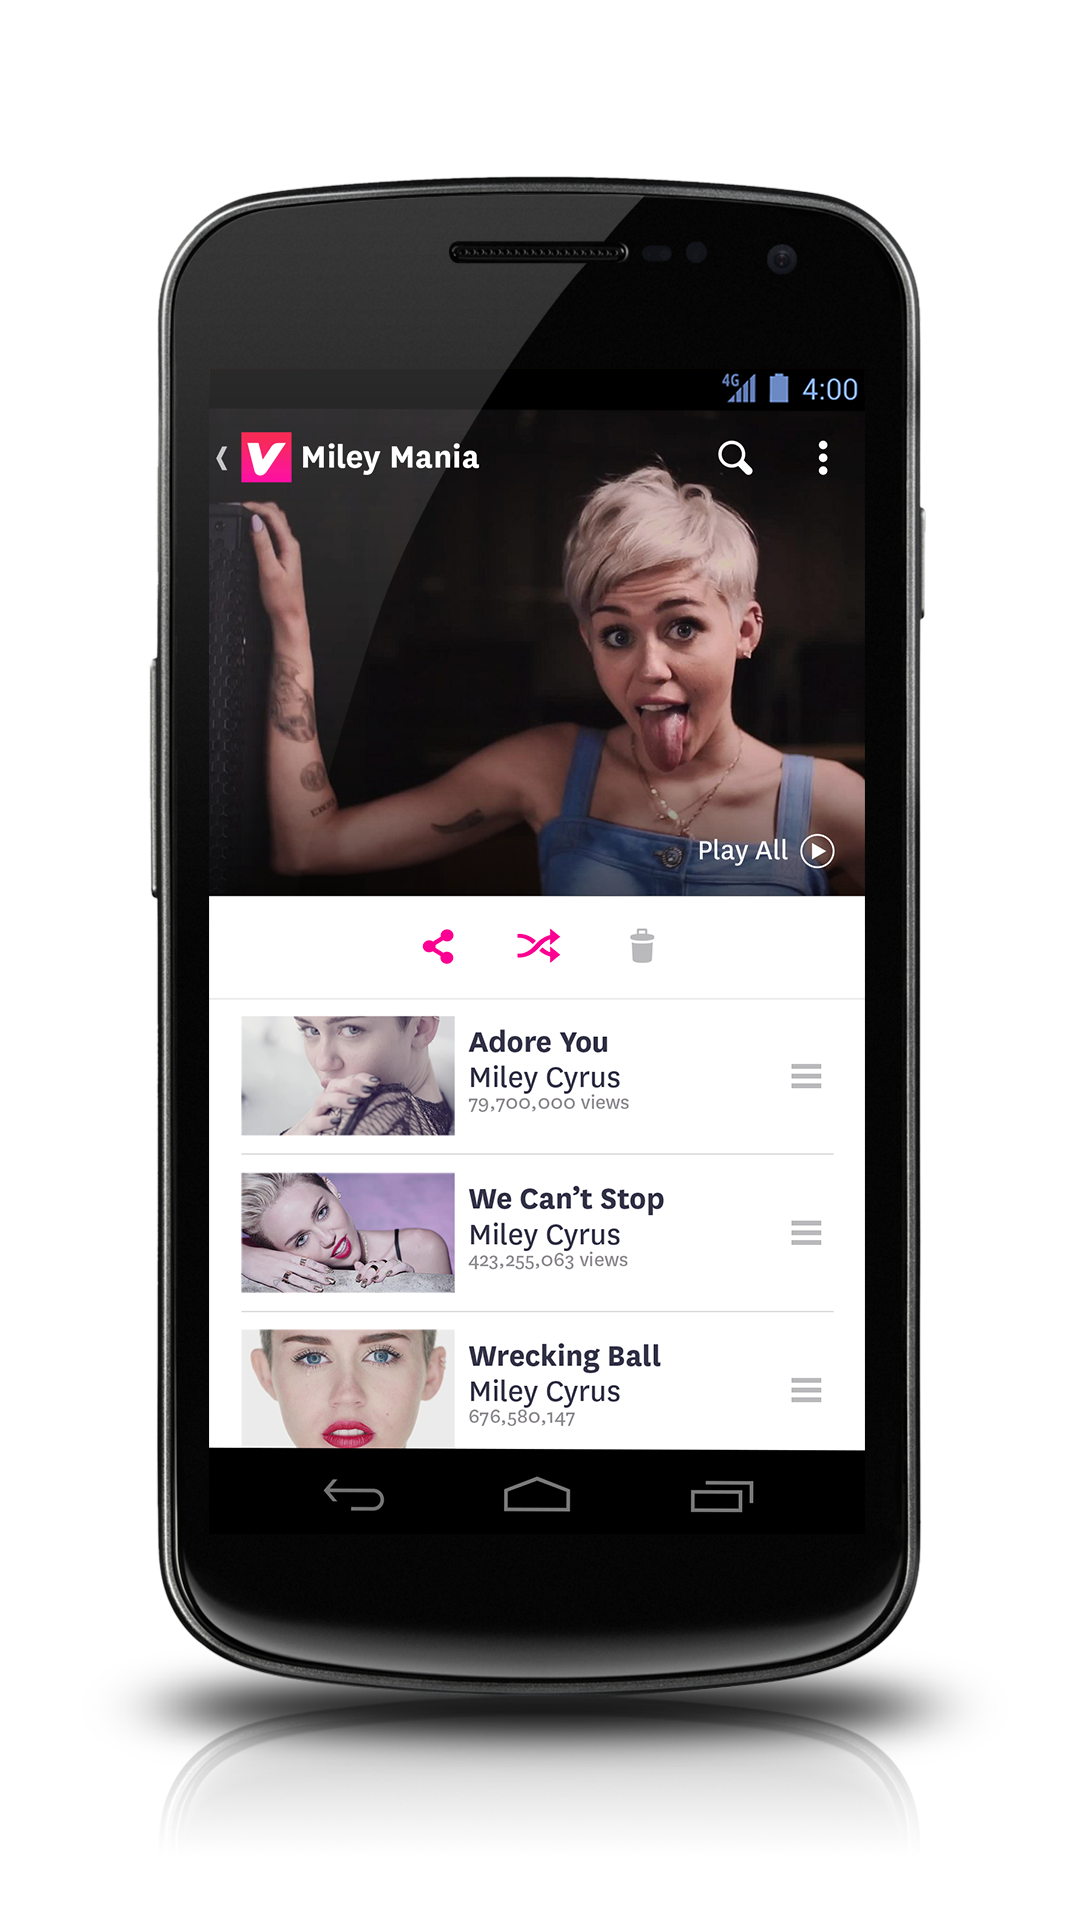 4G 4:00
V Miley Mania
Play All
Adore You
Miley Cyrus
79,700,000 views
We Can’t Stop
Miley Cyrus
423,255,063 views
Wrecking Ball
Miley Cyrus
676,580,147